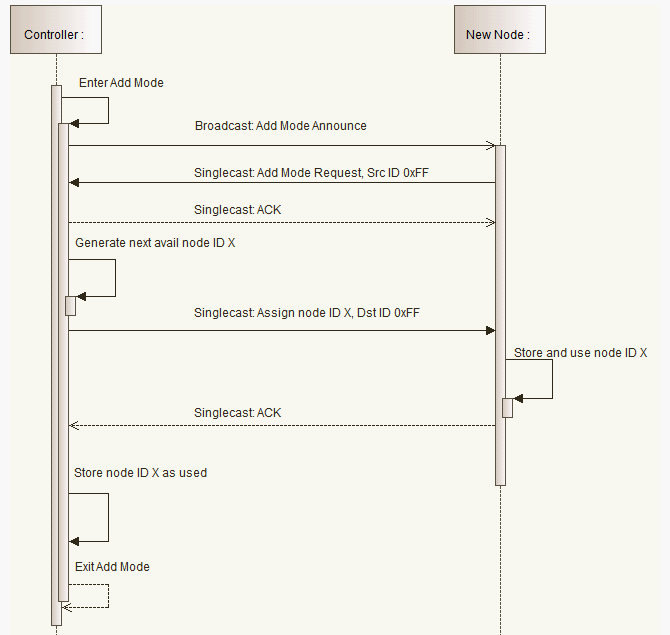 Controller :
New Node :
Enter Add Mode
Broadcast: Add Mode Announce
Singlecast: Add Mode Request, Src ID 0xFF
Singlecast: ACK
Generate next avail node ID X
Singlecast: Assign node ID X, Dst ID 0xFF
Store and use node ID X
Singlecast: ACK
Store node ID X as used
Exit Add Mode